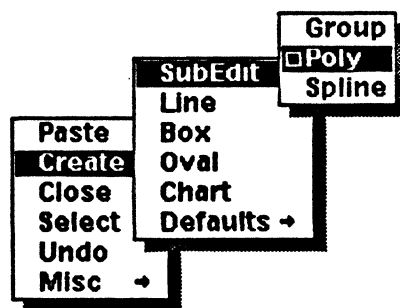 Group
Poly
Spline
SubEdit
Line
Box
Oval
Chart
Defaults →
Paste
Create
Close
Select
Undo
Misc →